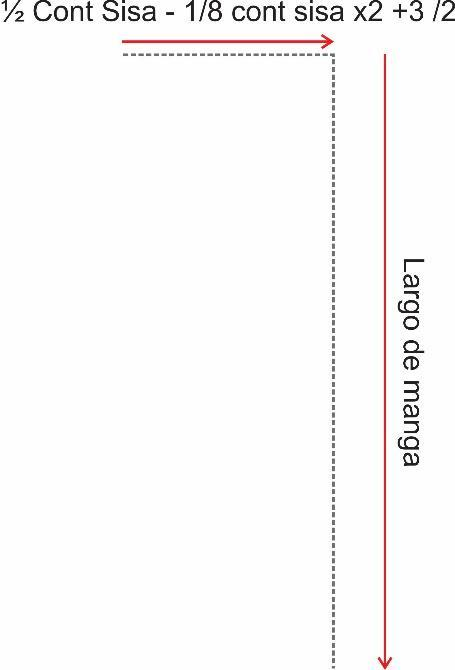 ½ Cont Sisa - 1/8 cont sisa x2 +3 /2
Largo de manga